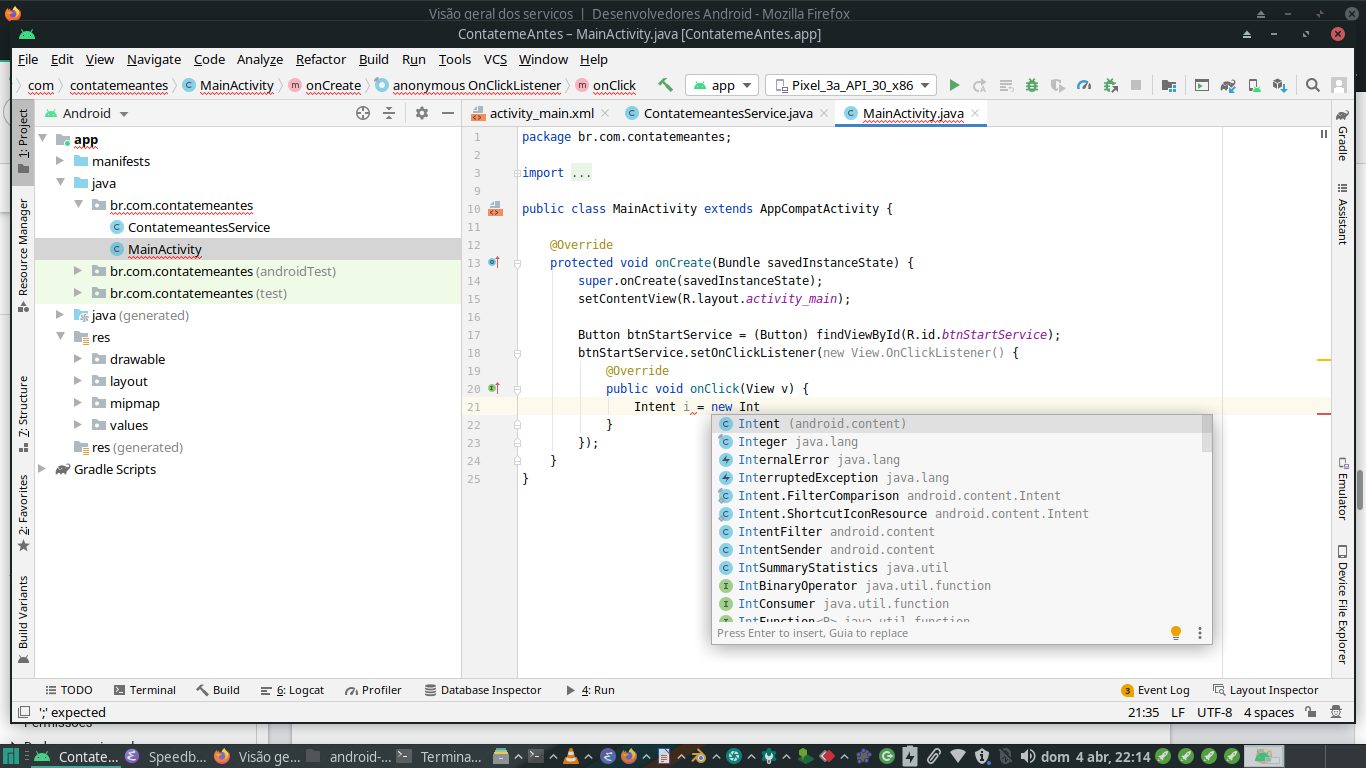 Visão geral dos servicos | Desenvolvedores Android - Mozilla Firefox
ContatemeAntes – MainActivity.java [ContatemeAntes.app]
File Edit View Navigate Code Analyze Refactor Build Run Tools VCS Window Help
com contatemeantes MainActivity onCreate anonymous OnClickListener onClick app Pixel_3a_API_30_x86
Android
activity_main.xml ContatemeantesService.java MainActivity.java
1: Project
Resource Manager
7: Structure
2: Favorites
Build Variants
app
manifests
java
br.com.contatemeantes
ContatemeantesService
MainActivity
br.com.contatemeantes (androidTest)
br.com.contatemeantes (test)
java (generated)
res
drawable
layout
mipmap
values
res (generated)
Gradle Scripts
1 package br.com.contatemeantes;
2
3 import ...
9
10 public class MainActivity extends AppCompatActivity {
11
12 @Override
13 protected void onCreate(Bundle savedInstanceState) {
14 super.onCreate(savedInstanceState);
15 setContentView(R.layout.activity_main);
16
17 Button btnStartService = (Button) findViewById(R.id.btnStartService);
18 btnStartService.setOnClickListener(new View.OnClickListener() {
19 @Override
20 public void onClick(View v) {
21 Intent i = new Int
22 }
23 });
24 }
25 }
Intent (android.content)
Integer java.lang
InternalError java.lang
InterruptedException java.lang
Intent.FilterComparison android.content.Intent
Intent.ShortcutIconResource android.content.Intent
IntentFilter android.content
IntentSender android.content
IntSummaryStatistics java.util
IntBinaryOperator java.util.function
IntConsumer java.util.function
IntFunction<R> java.util.function
Press Enter to insert, Guia to replace
Gradle
Assistant
Emulator
Device File Explorer
TODO Terminal Build 6: Logcat Profiler Database Inspector 4: Run 3 Event Log Layout Inspector
';' expected 21:35 LF UTF-8 4 spaces
Contate... Speedb... Visão ge... android-... Termina... dom 4 abr, 22:14